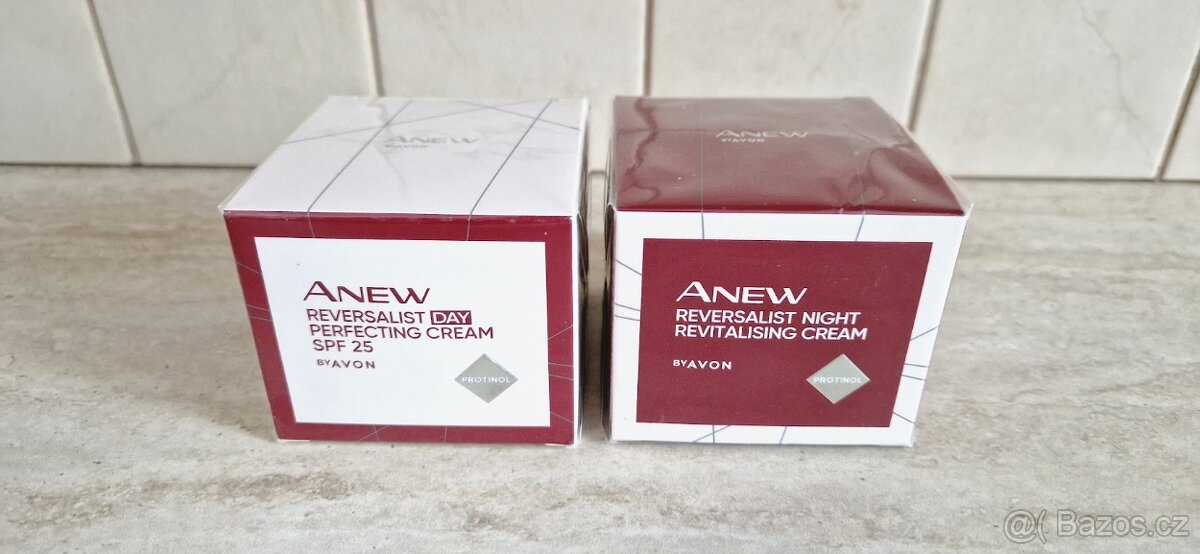 ANEW
BY AVON
ANEW
REVERSALIST DAY
PERFECTING CREAM
SPF 25
BY AVON
PROTINOL
ANEW
BY AVON
ANEW
REVERSALIST NIGHT
REVITALISING CREAM
BY AVON
PROTINOL
@( Bazos.cz